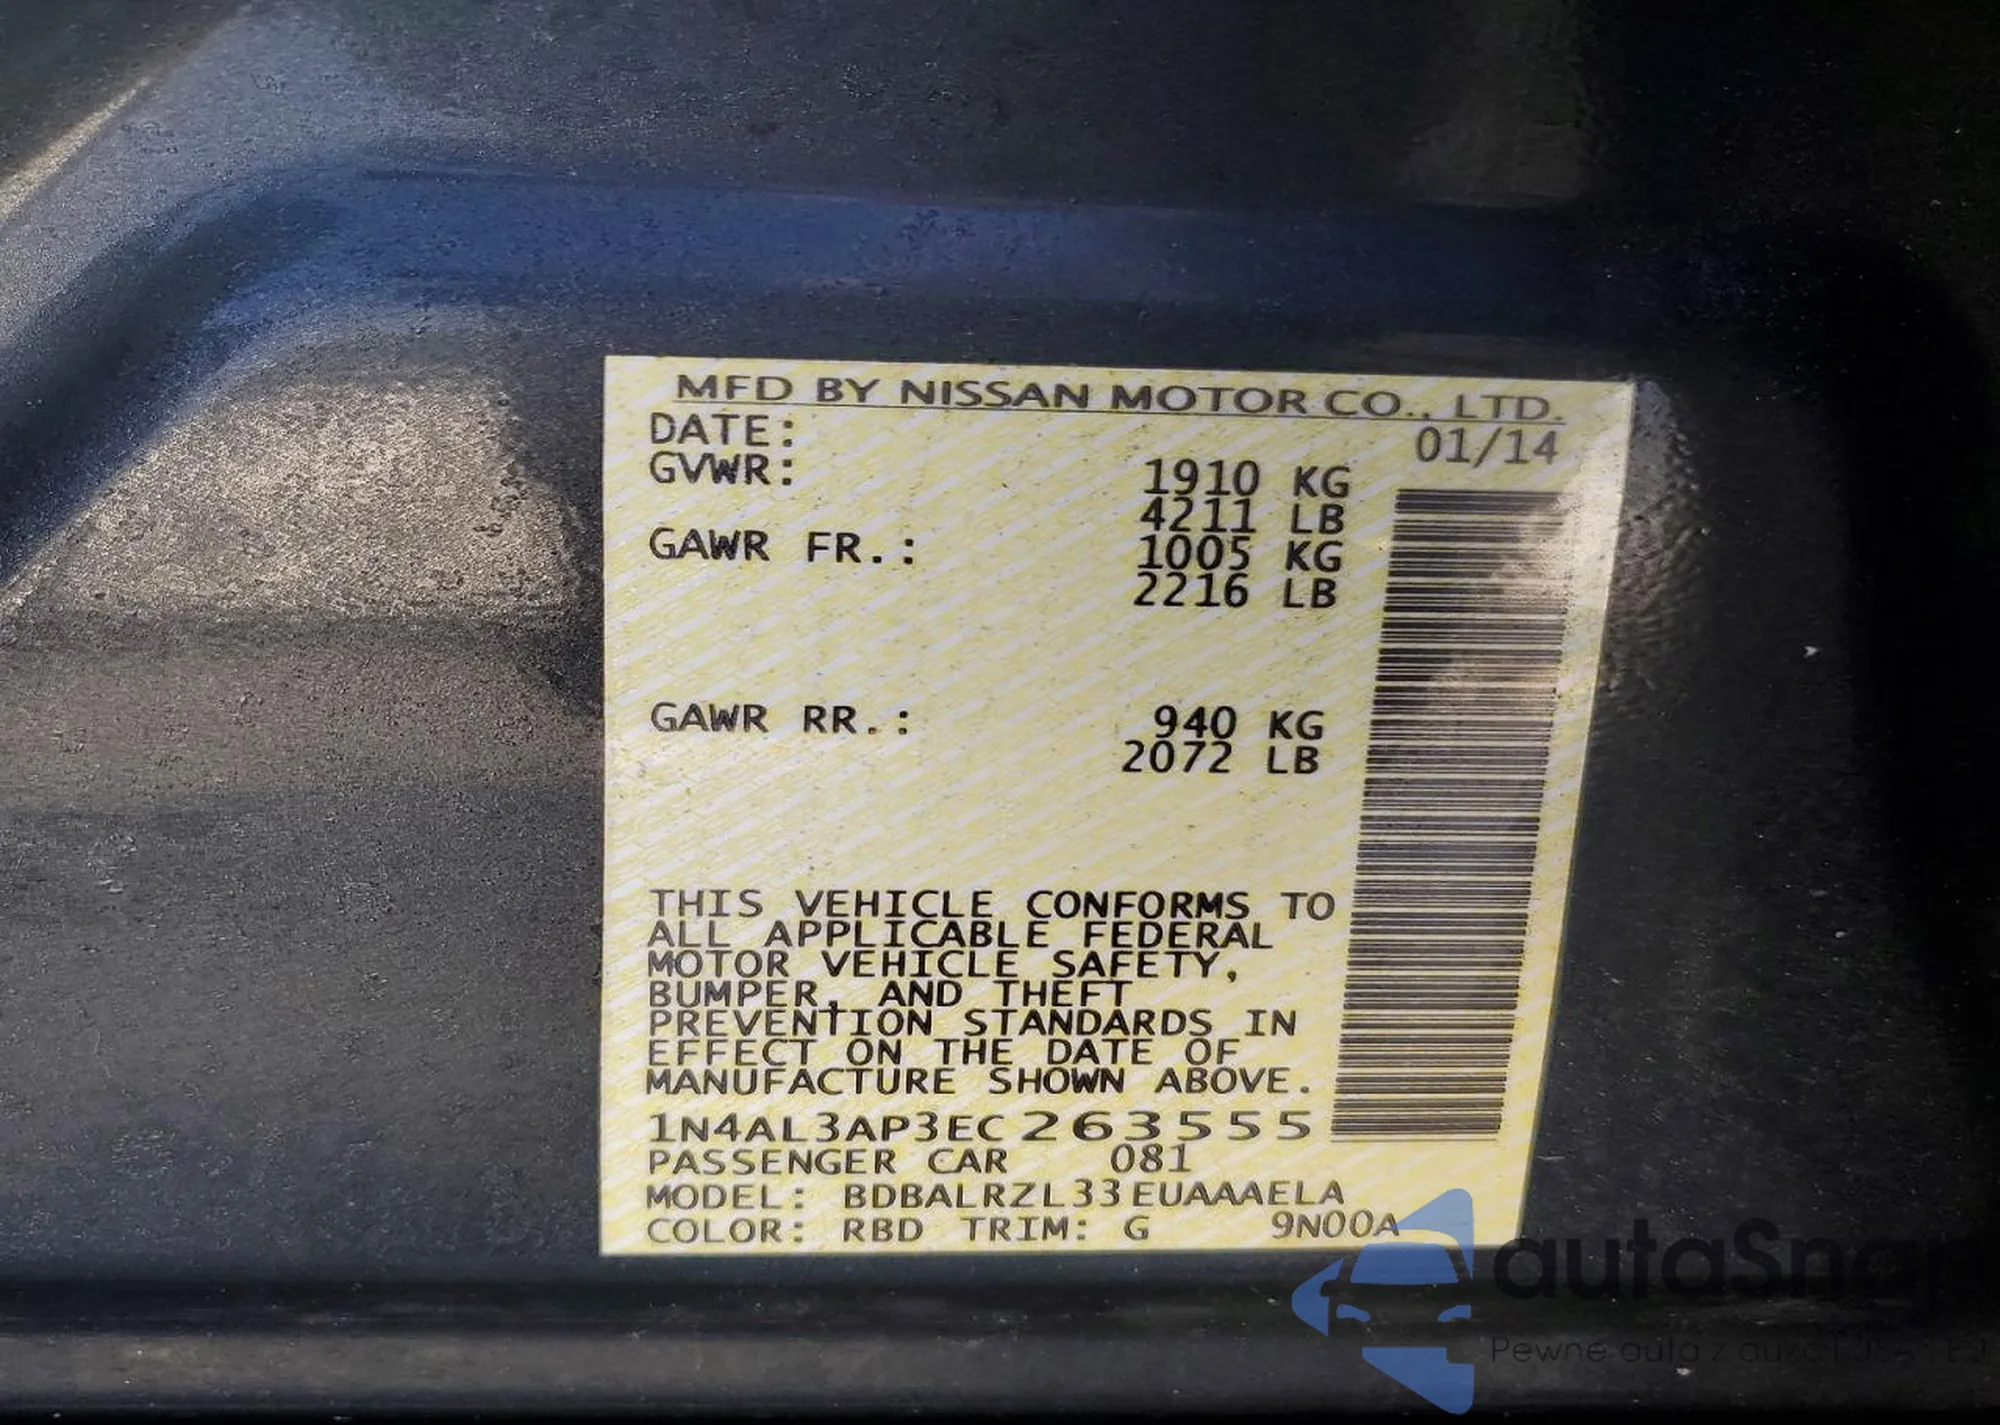 MFD BY NISSAN MOTOR CO., LTD.
DATE: 01/14
GVWR: 1910 KG
4211 LB
GAWR FR.: 1005 KG
2216 LB
GAWR RR.: 940 KG
2072 LB
THIS VEHICLE CONFORMS TO
ALL APPLICABLE FEDERAL
MOTOR VEHICLE SAFETY,
BUMPER, AND THEFT
PREVENTION STANDARDS IN
EFFECT ON THE DATE OF
MANUFACTURE SHOWN ABOVE.
1N4AL3AP3EC263555
PASSENGER CAR 081
MODEL: BDBALRZL33EUAAAELA
COLOR: RBD TRIM: G 9N00A
Pewne auta z